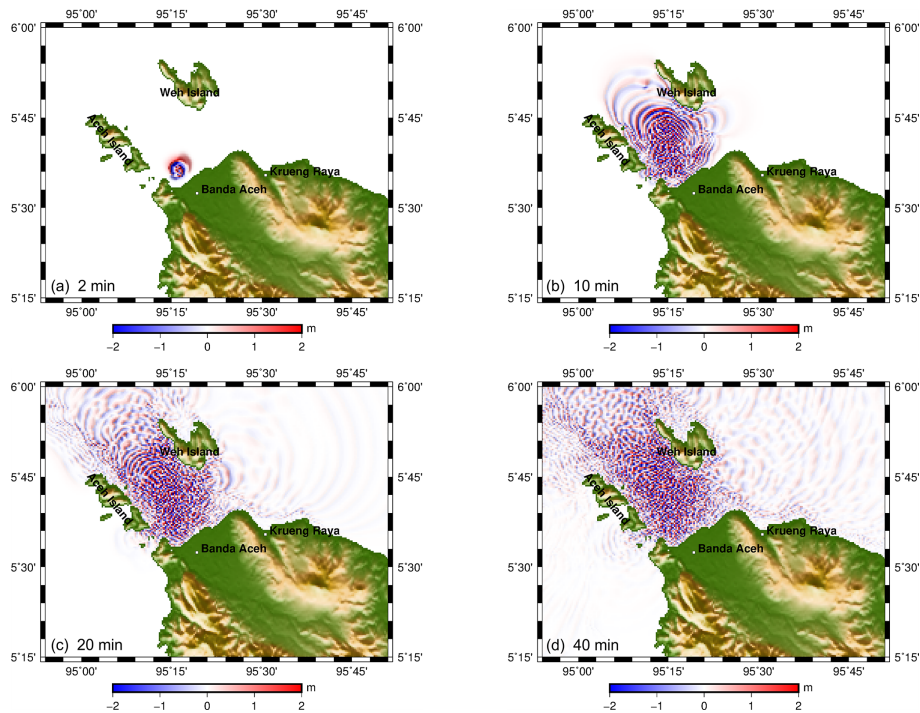 95˚00' 95˚15' 95˚30' 95˚45'
6˚00' 6˚00'
Weh Island
5˚45' 5˚45'
Aceh Island
Krueng Raya
Banda Aceh
5˚30' 5˚30'
(a) 2 min
5˚15' 5˚15'
95˚00' 95˚15' 95˚30' 95˚45'
m
−2 −1 0 1 2
95˚00' 95˚15' 95˚30' 95˚45'
6˚00' 6˚00'
Weh Island
5˚45' 5˚45'
Aceh Island
Krueng Raya
Banda Aceh
5˚30' 5˚30'
(b) 10 min
5˚15' 5˚15'
95˚00' 95˚15' 95˚30' 95˚45'
m
−2 −1 0 1 2
95˚00' 95˚15' 95˚30' 95˚45'
6˚00' 6˚00'
Weh Island
5˚45' 5˚45'
Aceh Island
Krueng Raya
Banda Aceh
5˚30' 5˚30'
(c) 20 min
5˚15' 5˚15'
95˚00' 95˚15' 95˚30' 95˚45'
m
−2 −1 0 1 2
95˚00' 95˚15' 95˚30' 95˚45'
6˚00' 6˚00'
Weh Island
5˚45' 5˚45'
Aceh Island
Krueng Raya
Banda Aceh
5˚30' 5˚30'
(d) 40 min
5˚15' 5˚15'
95˚00' 95˚15' 95˚30' 95˚45'
m
−2 −1 0 1 2